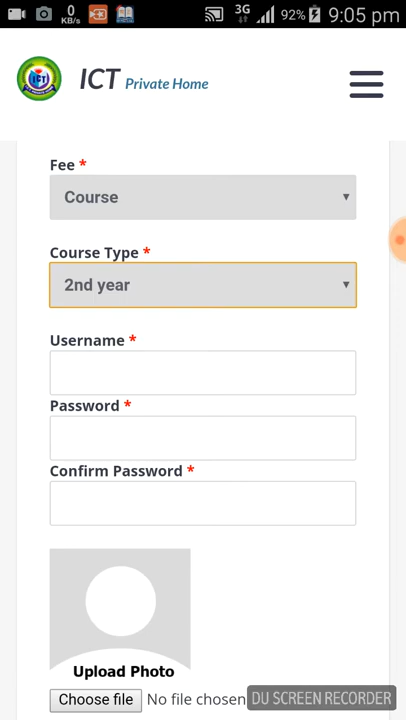 0
KB/s
3G
92%
9:05 pm
ICT
ICT Private Home
Fee *
Course
Course Type *
2nd year
Username *
Password *
Confirm Password *
Upload Photo
Choose file No file chosen
DU SCREEN RECORDER